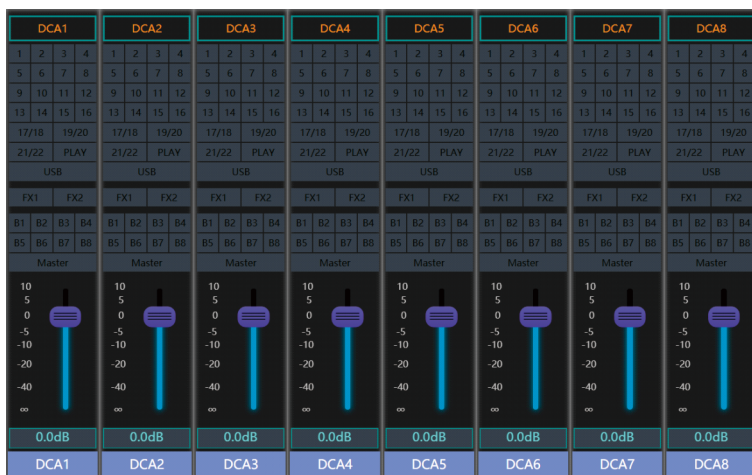 DCA1 DCA2 DCA3 DCA4 DCA5 DCA6 DCA7 DCA8
1 2 3 4 1 2 3 4 1 2 3 4 1 2 3 4 1 2 3 4 1 2 3 4 1 2 3 4 1 2 3 4
5 6 7 8 5 6 7 8 5 6 7 8 5 6 7 8 5 6 7 8 5 6 7 8 5 6 7 8 5 6 7 8
9 10 11 12 9 10 11 12 9 10 11 12 9 10 11 12 9 10 11 12 9 10 11 12 9 10 11 12 9 10 11 12
13 14 15 16 13 14 15 16 13 14 15 16 13 14 15 16 13 14 15 16 13 14 15 16 13 14 15 16 13 14 15 16
17/18 19/20 17/18 19/20 17/18 19/20 17/18 19/20 17/18 19/20 17/18 19/20 17/18 19/20 17/18 19/20
21/22 PLAY 21/22 PLAY 21/22 PLAY 21/22 PLAY 21/22 PLAY 21/22 PLAY 21/22 PLAY 21/22 PLAY
USB USB USB USB USB USB USB USB
FX1 FX2 FX1 FX2 FX1 FX2 FX1 FX2 FX1 FX2 FX1 FX2 FX1 FX2 FX1 FX2
B1 B2 B3 B4 B1 B2 B3 B4 B1 B2 B3 B4 B1 B2 B3 B4 B1 B2 B3 B4 B1 B2 B3 B4 B1 B2 B3 B4 B1 B2 B3 B4
B5 B6 B7 B8 B5 B6 B7 B8 B5 B6 B7 B8 B5 B6 B7 B8 B5 B6 B7 B8 B5 B6 B7 B8 B5 B6 B7 B8 B5 B6 B7 B8
Master Master Master Master Master Master Master Master
10 10 10 10 10 10 10 10
5 5 5 5 5 5 5 5
0 0 0 0 0 0 0 0
-5 -5 -5 -5 -5 -5 -5 -5
-10 -10 -10 -10 -10 -10 -10 -10
-20 -20 -20 -20 -20 -20 -20 -20
-40 -40 -40 -40 -40 -40 -40 -40
∞ ∞ ∞ ∞ ∞ ∞ ∞ ∞
0.0dB 0.0dB 0.0dB 0.0dB 0.0dB 0.0dB 0.0dB 0.0dB
DCA1 DCA2 DCA3 DCA4 DCA5 DCA6 DCA7 DCA8